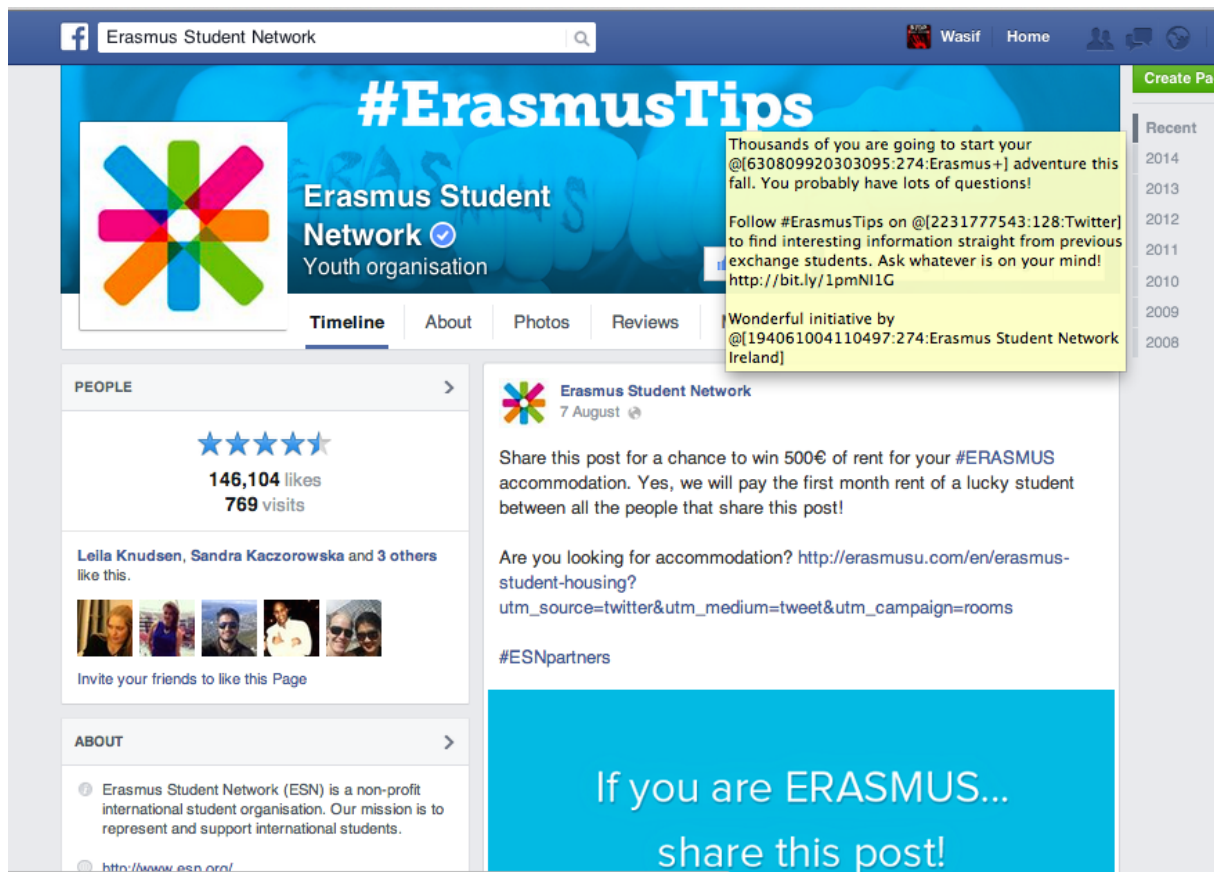 Erasmus Student Network
Wasif
Home
#ErasmusTips
Create Pa
ERASMUS
Erasmus Student
Network
Youth organisation
Thousands of you are going to start your
@[630809920303095:274:Erasmus+] adventure this
fall. You probably have lots of questions!
Follow #ErasmusTips on @[2231777543:128:Twitter]
to find interesting information straight from previous
exchange students. Ask whatever is on your mind!
http://bit.ly/1pmNI1G
Wonderful initiative by
@[194061004110497:274:Erasmus Student Network
Ireland]
Recent
2014
2013
2012
2011
2010
2009
2008
Timeline
About
Photos
Reviews
PEOPLE
146,104 likes
769 visits
Leila Knudsen, Sandra Kaczorowska and 3 others
like this.
Invite your friends to like this Page
ABOUT
Erasmus Student Network (ESN) is a non-profit
international student organisation. Our mission is to
represent and support international students.
http://www.esn.org/
Erasmus Student Network
7 August
Share this post for a chance to win 500€ of rent for your #ERASMUS
accommodation. Yes, we will pay the first month rent of a lucky student
between all the people that share this post!
Are you looking for accommodation? http://erasmusu.com/en/erasmus-
student-housing?
utm_source=twitter&utm_medium=tweet&utm_campaign=rooms
#ESNpartners
If you are ERASMUS...
share this post!